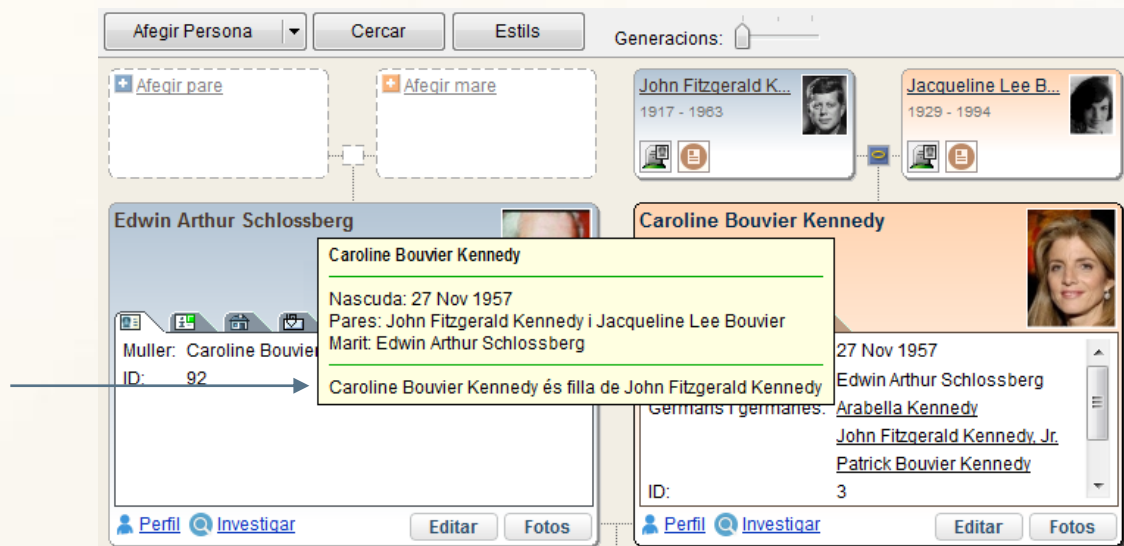 Afegir Persona
Cercar
Estils
Generacions:
Afegir pare
Afegir mare
John Fitzgerald K...
1917 - 1963
Jacqueline Lee B...
1929 - 1994
Edwin Arthur Schlossberg
Caroline Bouvier Kennedy
Caroline Bouvier Kennedy
Nascuda: 27 Nov 1957
Pares: John Fitzgerald Kennedy i Jacqueline Lee Bouvier
Marit: Edwin Arthur Schlossberg
Caroline Bouvier Kennedy és filla de John Fitzgerald Kennedy
Muller: Caroline Bouvier
ID: 92
27 Nov 1957
Edwin Arthur Schlossberg
Germans i germanes: Arabella Kennedy
John Fitzgerald Kennedy, Jr.
Patrick Bouvier Kennedy
ID: 3
Perfil Investigar Editar Fotos
Perfil Investigar Editar Fotos